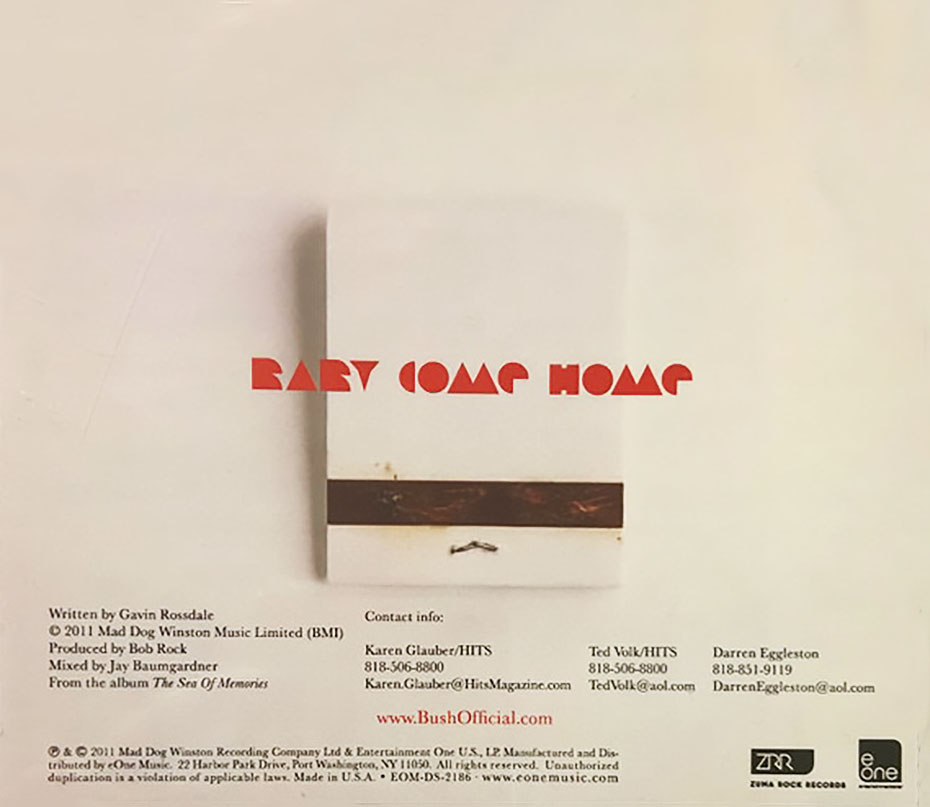 BABY COME HOME
Written by Gavin Rossdale
© 2011 Mad Dog Winston Music Limited (BMI)
Produced by Bob Rock
Mixed by Jay Baumgardner
From the album The Sea Of Memories
Contact info:
Karen Glauber/HITS
818-506-8800
Karen.Glauber@HitsMagazine.com
Ted Volk/HITS
818-506-8800
TedVolk@aol.com
Darren Eggleston
818-851-9119
DarrenEggleston@aol.com
www.BushOfficial.com
℗ & © 2011 Mad Dog Winston Recording Company Ltd & Entertainment One U.S., LP. Manufactured and Dis-
tributed by eOne Music. 22 Harbor Park Drive, Port Washington, NY 11050. All rights reserved. Unauthorized
duplication is a violation of applicable laws. Made in U.S.A. • EOM-DS-2186 · www.eonemusic.com
ZRR
ZUMA ROCK RECORDS
e
one